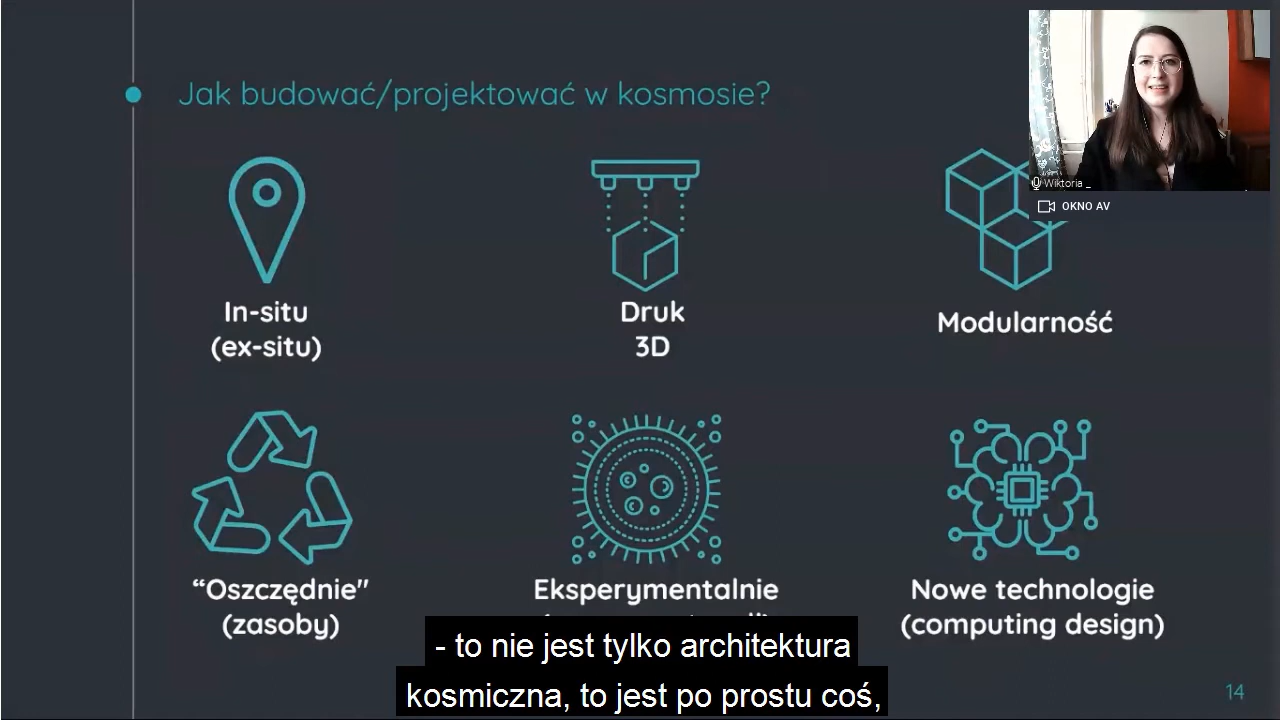 Jak budować/projektować w kosmosie?
Wiktoria _
OKNO AV
In-situ
(ex-situ)
Druk
3D
Modularność
“Oszczędnie"
(zasoby)
Eksperymentalnie
Nowe technologie
(computing design)
- to nie jest tylko architektura
kosmiczna, to jest po prostu coś,
14